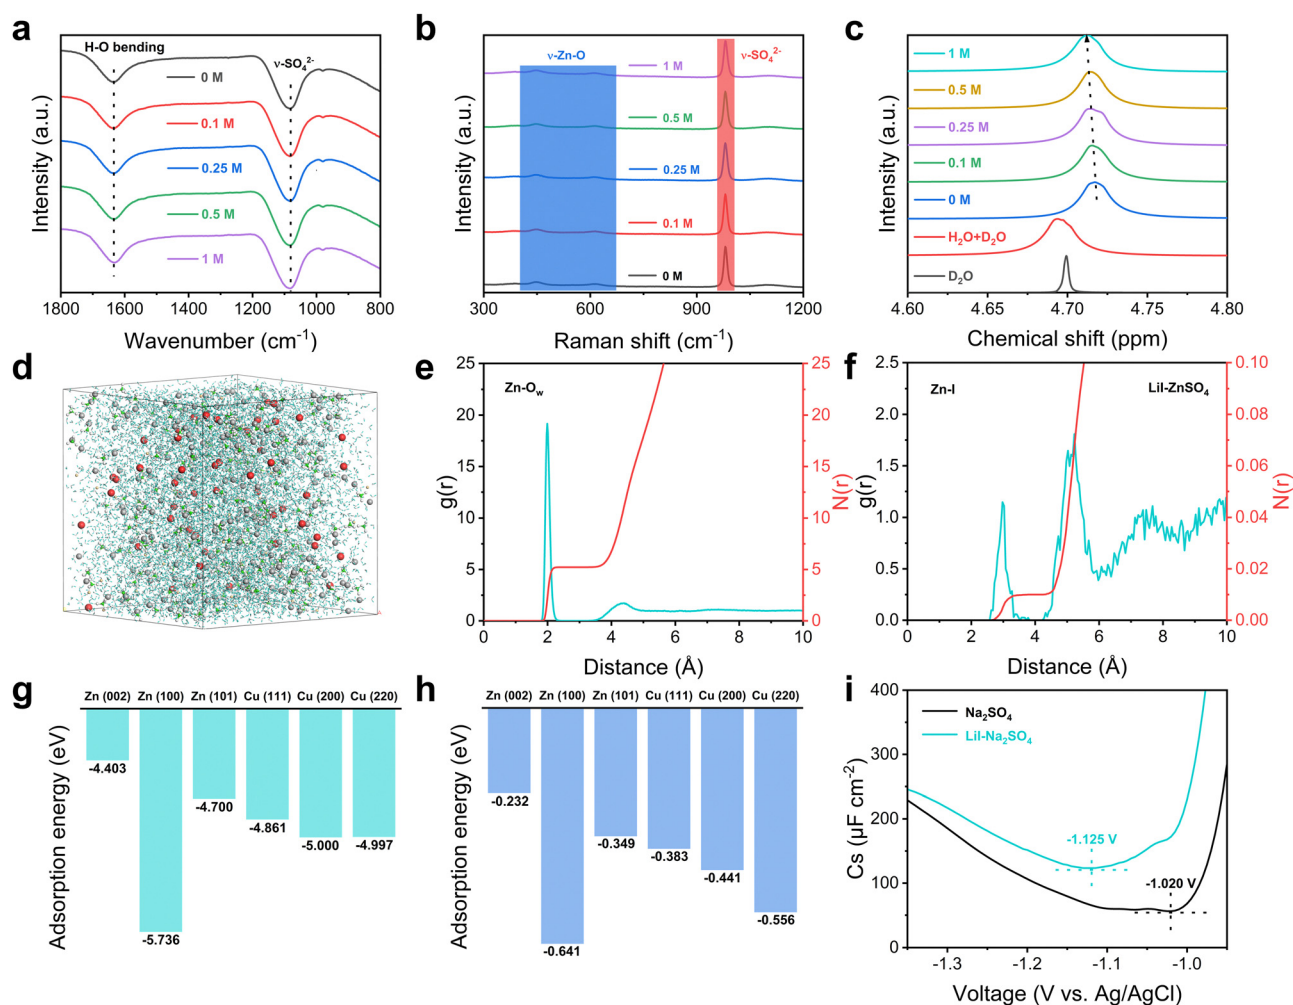 a
H-O bending
ν-SO₄²⁻
0 M
0.1 M
0.25 M
0.5 M
1 M
Intensity (a.u.)
1800 1600 1400 1200 1000 800
Wavenumber (cm⁻¹)
b
ν-Zn-O
ν-SO₄²⁻
1 M
0.5 M
0.25 M
0.1 M
0 M
Intensity (a.u.)
300 600 900 1200
Raman shift (cm⁻¹)
c
1 M
0.5 M
0.25 M
0.1 M
0 M
H₂O+D₂O
D₂O
Intensity (a.u.)
4.60 4.65 4.70 4.75 4.80
Chemical shift (ppm)
d
e
Zn-Oᵥᵥ
g(r)
25
20
15
10
5
0
N(r)
25
20
15
10
5
0
0 2 4 6 8 10
Distance (Å)
f
Zn-I
LiI-ZnSO₄
g(r)
2.5
2.0
1.5
1.0
0.5
0.0
N(r)
0.10
0.08
0.06
0.04
0.02
0.00
0 2 4 6 8 10
Distance (Å)
g
Zn (002) Zn (100) Zn (101) Cu (111) Cu (200) Cu (220)
Adsorption energy (eV)
-4.403
-5.736
-4.700
-4.861
-5.000
-4.997
h
Zn (002) Zn (100) Zn (101) Cu (111) Cu (200) Cu (220)
Adsorption energy (eV)
-0.232
-0.641
-0.349
-0.383
-0.441
-0.556
i
Na₂SO₄
LiI-Na₂SO₄
-1.125 V
-1.020 V
Cs (μF cm⁻²)
400
300
200
100
0
-1.3 -1.2 -1.1 -1.0
Voltage (V vs. Ag/AgCl)